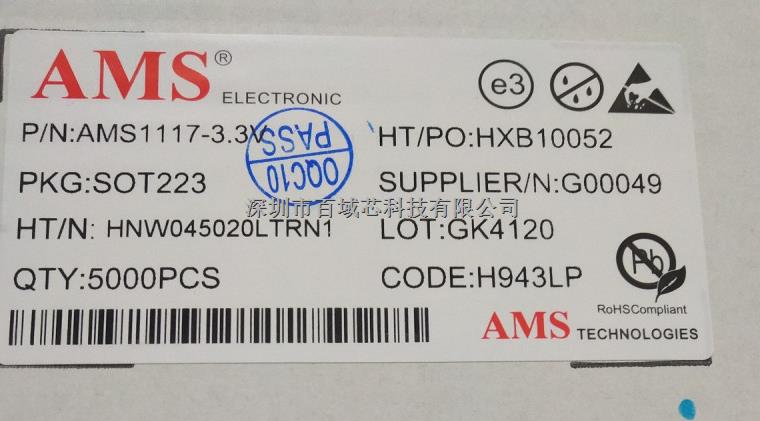 AMS®
ELECTRONIC
e3
P/N:AMS1117-3.3V
HT/PO:HXB10052
OQC10
PASS
PKG:SOT223
SUPPLIER/N:G00049
深圳市百域芯科技有限公司
HT/N: HNW045020LTRN1
LOT:GK4120
QTY:5000PCS
CODE:H943LP
Pb
RoHSCompliant
AMS TECHNOLOGIES